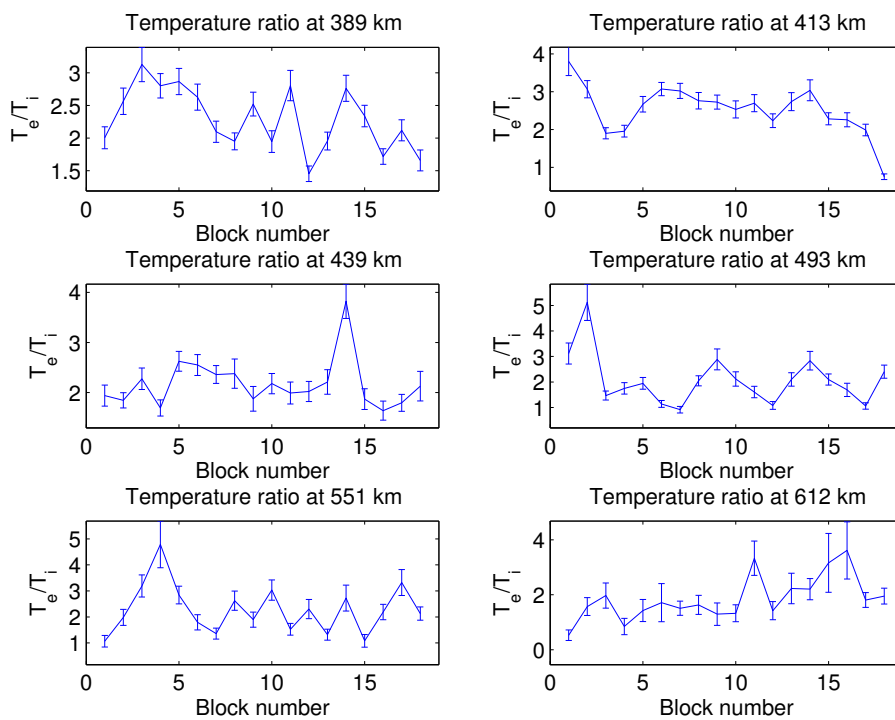 Temperature ratio at 389 km
T_e/T_i
3
2.5
2
1.5
0 5 10 15
Block number
Temperature ratio at 413 km
T_e/T_i
4
3
2
1
0 5 10 15
Block number
Temperature ratio at 439 km
T_e/T_i
4
3
2
0 5 10 15
Block number
Temperature ratio at 493 km
T_e/T_i
5
4
3
2
1
0 5 10 15
Block number
Temperature ratio at 551 km
T_e/T_i
5
4
3
2
1
0 5 10 15
Block number
Temperature ratio at 612 km
T_e/T_i
4
2
0
0 5 10 15
Block number